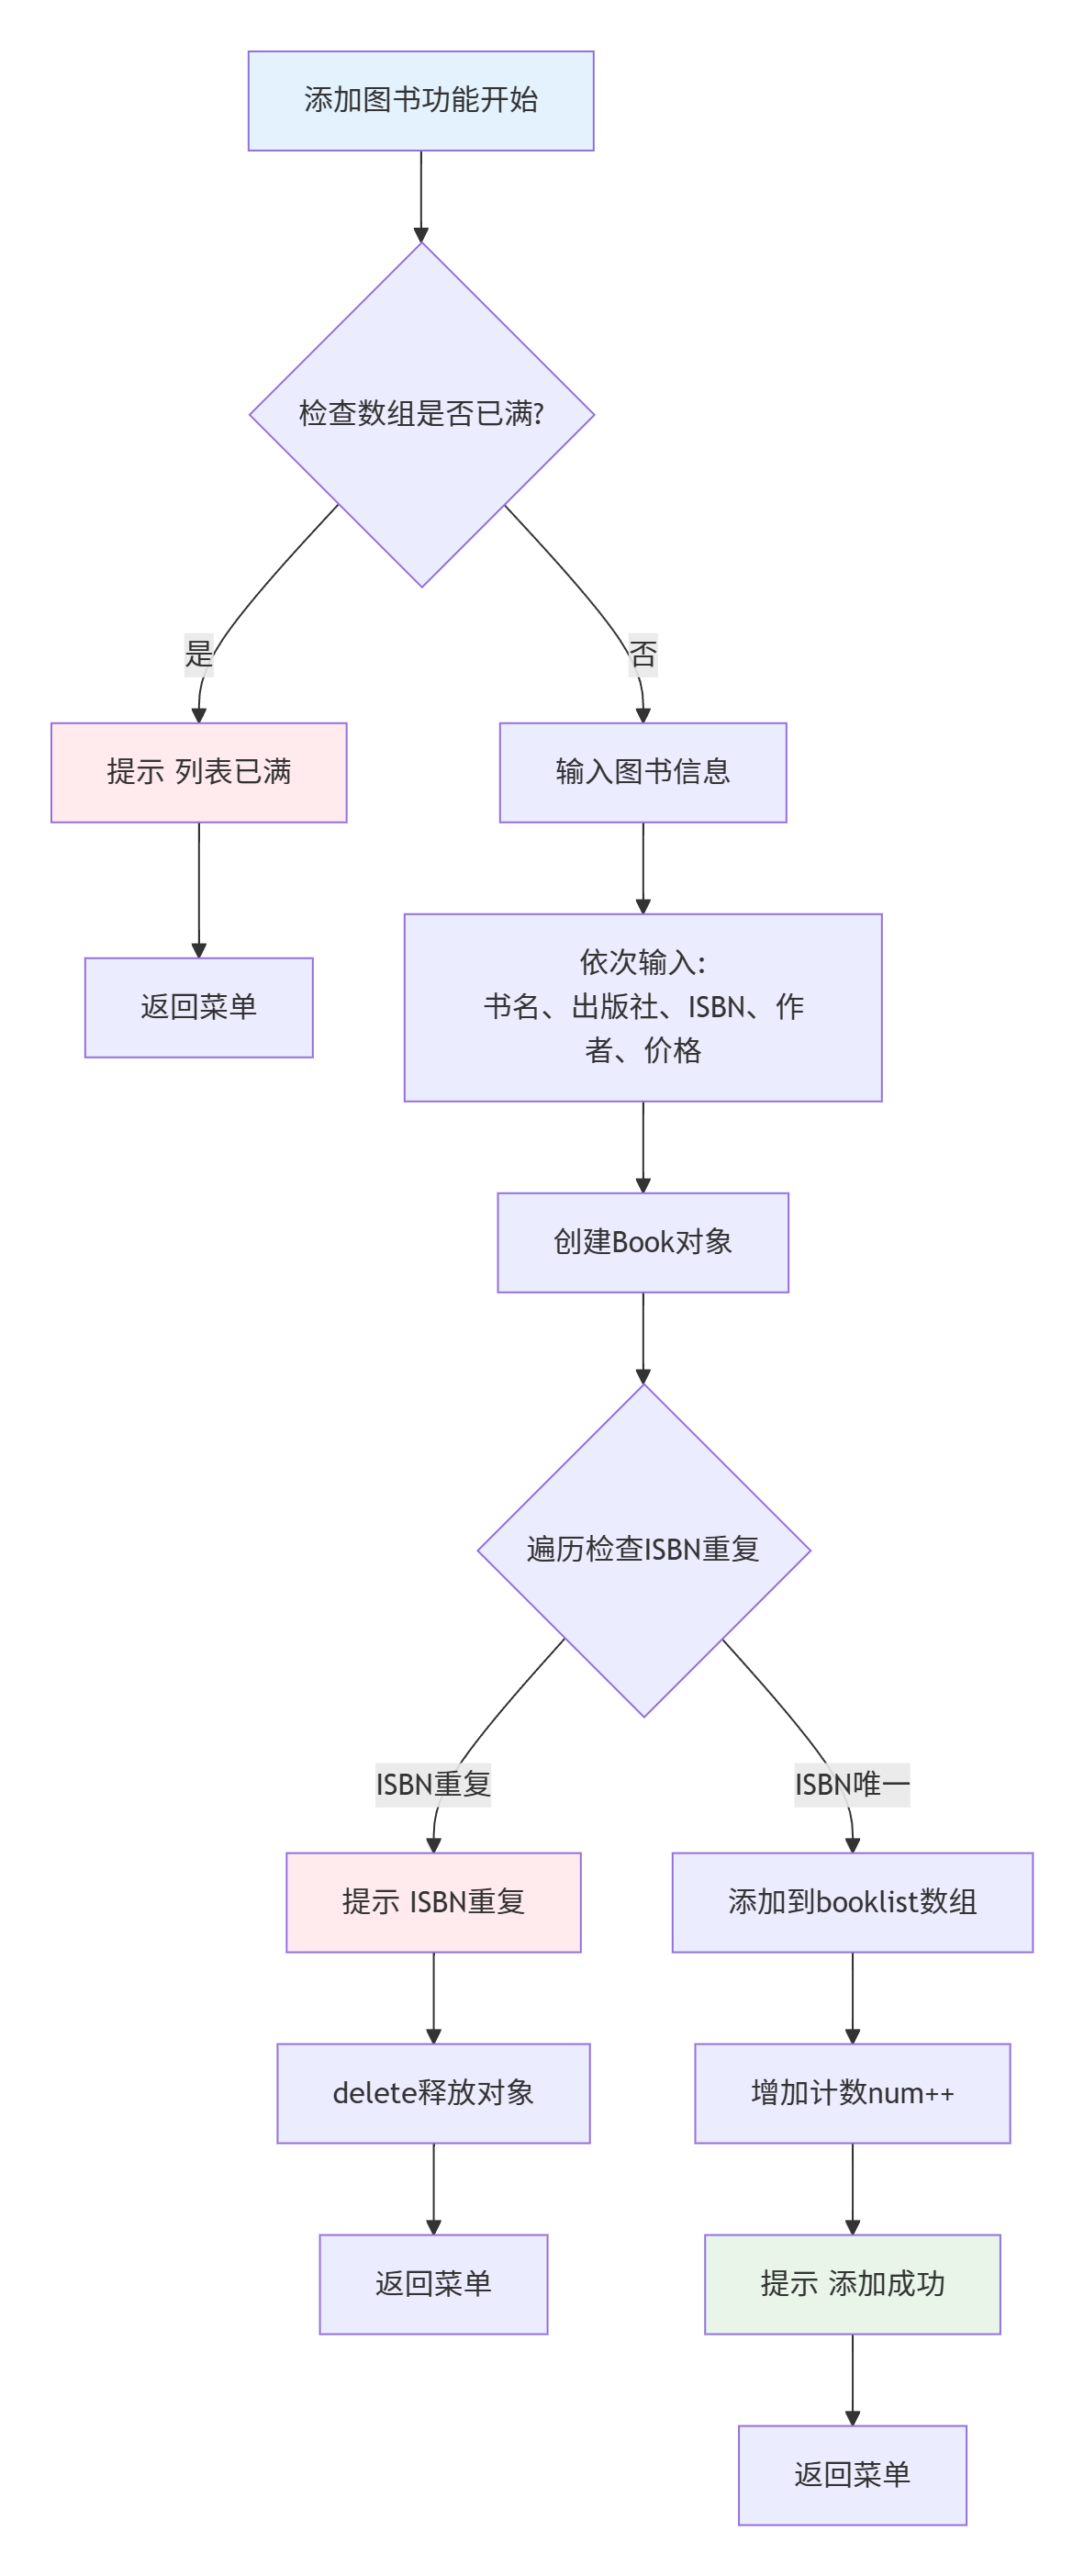 添加图书功能开始
检查数组是否已满?
是
否
提示 列表已满
输入图书信息
返回菜单
依次输入:
书名、出版社、ISBN、作
者、价格
创建Book对象
遍历检查ISBN重复
ISBN重复
ISBN唯一
提示 ISBN重复
添加到booklist数组
delete释放对象
增加计数num++
返回菜单
提示 添加成功
返回菜单